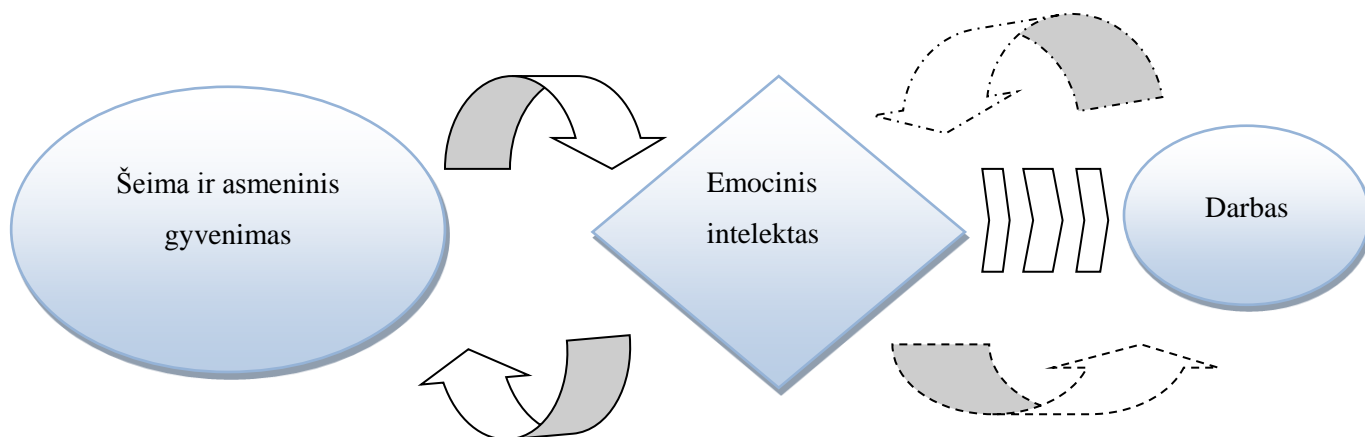 Šeima ir asmeninis
gyvenimas
Emocinis
intelektas
Darbas